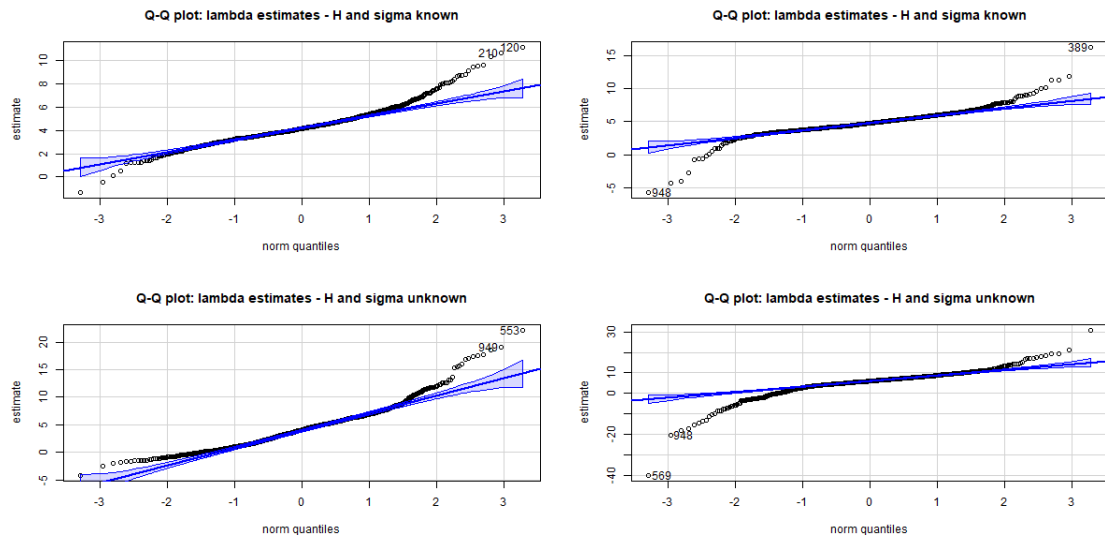 Q-Q plot: lambda estimates - H and sigma known
estimate
10
8
6
4
2
0
210
120
-3 -2 -1 0 1 2 3
norm quantiles
Q-Q plot: lambda estimates - H and sigma known
estimate
15
10
5
0
-5
389
948
-3 -2 -1 0 1 2 3
norm quantiles
Q-Q plot: lambda estimates - H and sigma unknown
estimate
20
15
10
5
0
-5
553
949
-3 -2 -1 0 1 2 3
norm quantiles
Q-Q plot: lambda estimates - H and sigma unknown
estimate
30
10
0
-20
-40
948
569
-3 -2 -1 0 1 2 3
norm quantiles